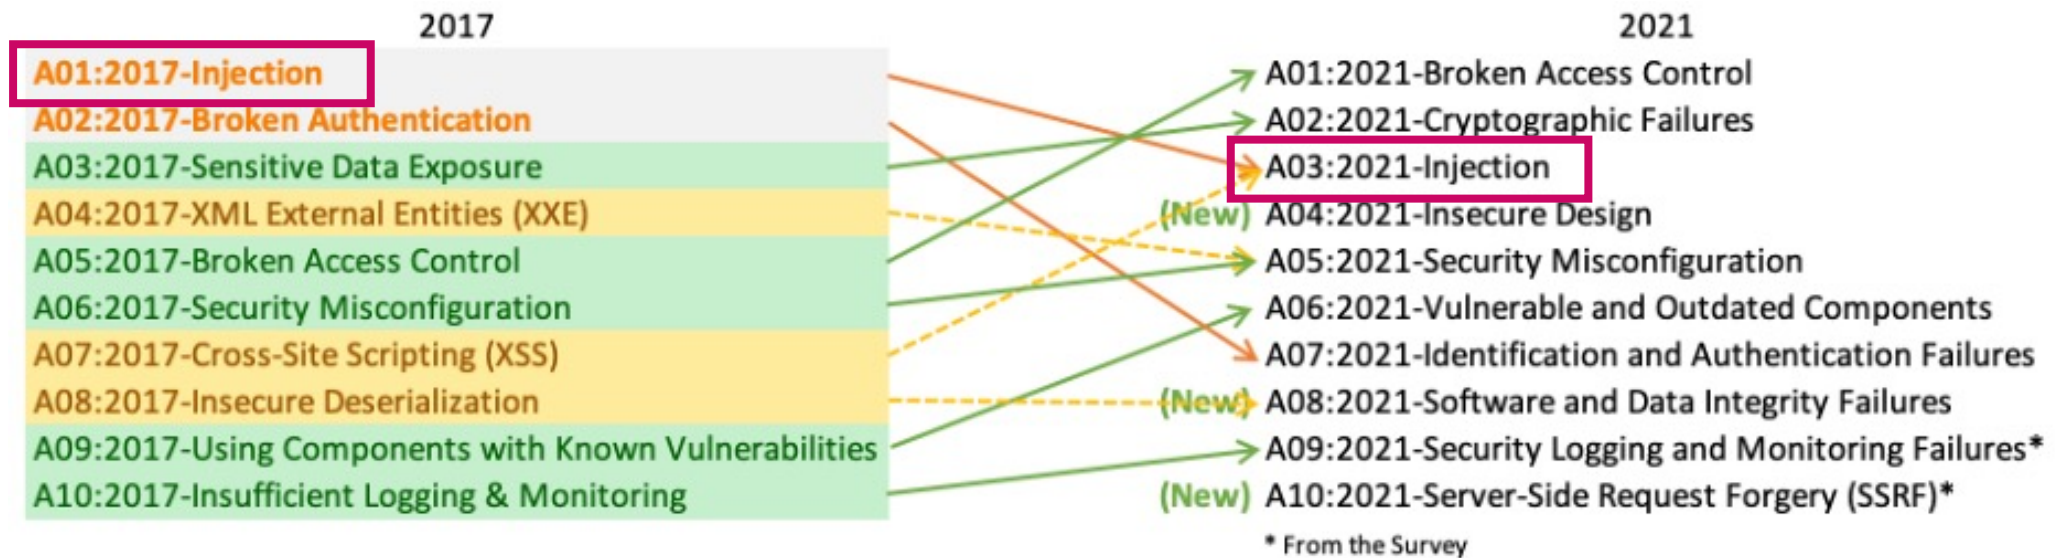 2017
A01:2017-Injection
A02:2017-Broken Authentication
A03:2017-Sensitive Data Exposure
A04:2017-XML External Entities (XXE)
A05:2017-Broken Access Control
A06:2017-Security Misconfiguration
A07:2017-Cross-Site Scripting (XSS)
A08:2017-Insecure Deserialization
A09:2017-Using Components with Known Vulnerabilities
A10:2017-Insufficient Logging & Monitoring
2021
A01:2021-Broken Access Control
A02:2021-Cryptographic Failures
A03:2021-Injection
(New) A04:2021-Insecure Design
A05:2021-Security Misconfiguration
A06:2021-Vulnerable and Outdated Components
A07:2021-Identification and Authentication Failures
(New) A08:2021-Software and Data Integrity Failures
A09:2021-Security Logging and Monitoring Failures*
(New) A10:2021-Server-Side Request Forgery (SSRF)*
* From the Survey